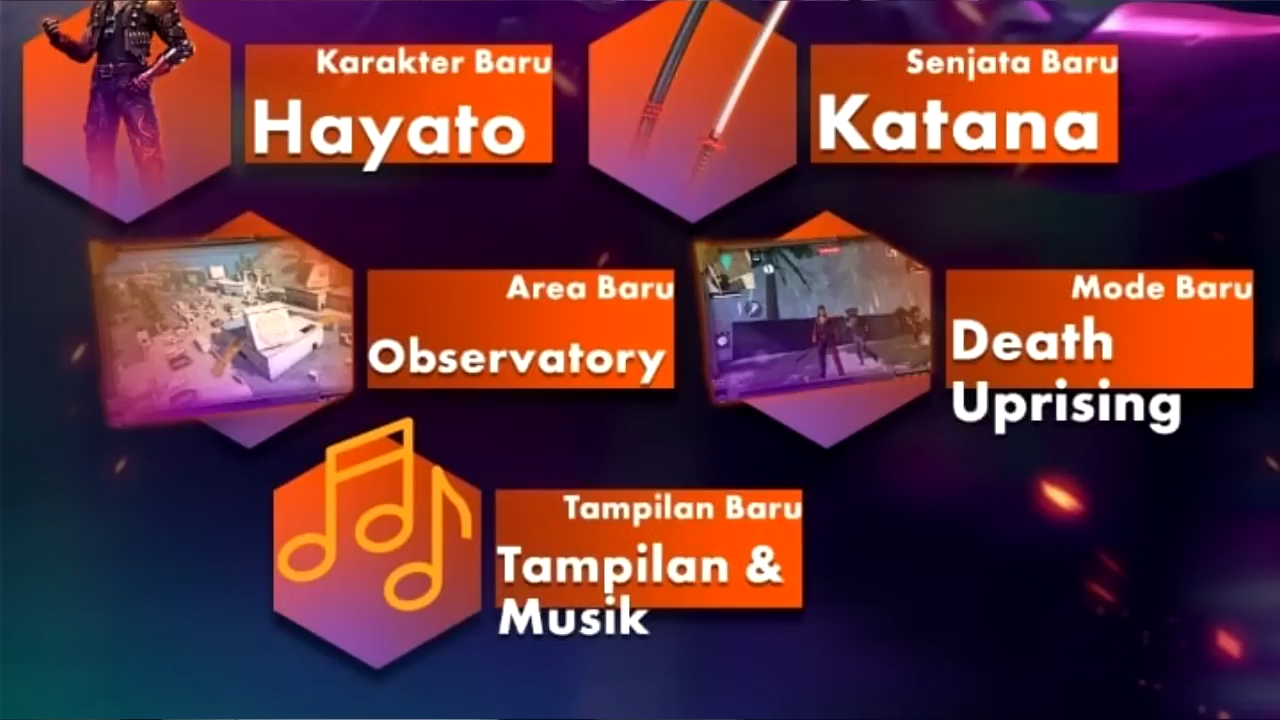 Karakter Baru
Hayato
Senjata Baru
Katana
Area Baru
Observatory
Mode Baru
Death
Uprising
Tampilan Baru
Tampilan &
Musik